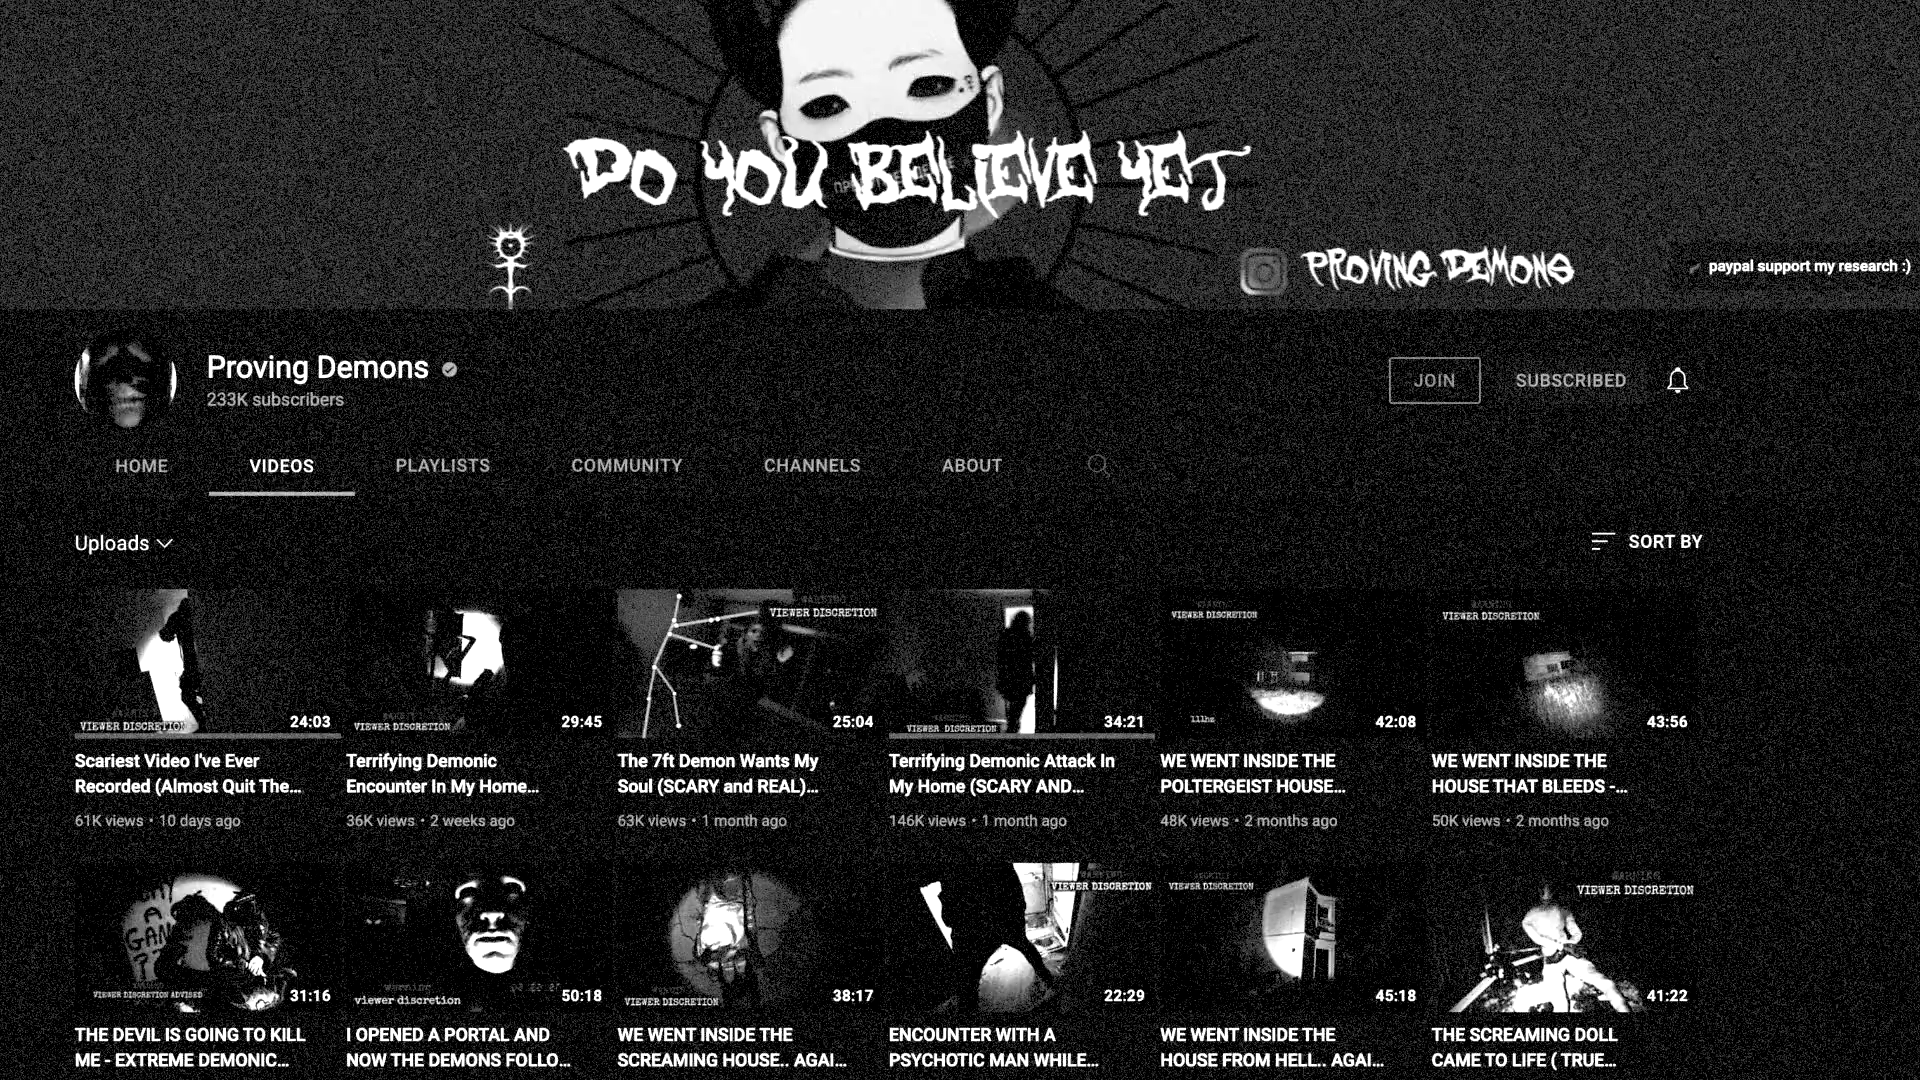 DO YOU BELIEVE YET
PROVING DEMONS
paypal support my research :)
Proving Demons
233K subscribers
JOIN
SUBSCRIBED
HOME
VIDEOS
PLAYLISTS
COMMUNITY
CHANNELS
ABOUT
Uploads
SORT BY
VIEWER DISCRETION
24:03
VIEWER DISCRETION
29:45
WARNING
VIEWER DISCRETION
25:04
VIEWER DISCRETION
34:21
VIEWER DISCRETION
111hz
42:08
WARNING
VIEWER DISCRETION
43:56
Scariest Video I've Ever
Recorded (Almost Quit The...
61K views • 10 days ago
Terrifying Demonic
Encounter In My Home...
36K views • 2 weeks ago
The 7ft Demon Wants My
Soul (SCARY and REAL)...
63K views • 1 month ago
Terrifying Demonic Attack In
My Home (SCARY AND...
146K views • 1 month ago
WE WENT INSIDE THE
POLTERGEIST HOUSE...
48K views • 2 months ago
WE WENT INSIDE THE
HOUSE THAT BLEEDS -...
50K views • 2 months ago
A
GAN
??
VIEWER DISCRETION ADVISED
31:16
warning
viewer discretion
50:18
VIEWER DISCRETION
38:17
WARNING
VIEWER DISCRETION
22:29
VIEWER DISCRETION
45:18
WARNING
VIEWER DISCRETION
41:22
THE DEVIL IS GOING TO KILL
ME - EXTREME DEMONIC...
I OPENED A PORTAL AND
NOW THE DEMONS FOLLO...
WE WENT INSIDE THE
SCREAMING HOUSE.. AGAI...
ENCOUNTER WITH A
PSYCHOTIC MAN WHILE...
WE WENT INSIDE THE
HOUSE FROM HELL.. AGAI...
THE SCREAMING DOLL
CAME TO LIFE ( TRUE...